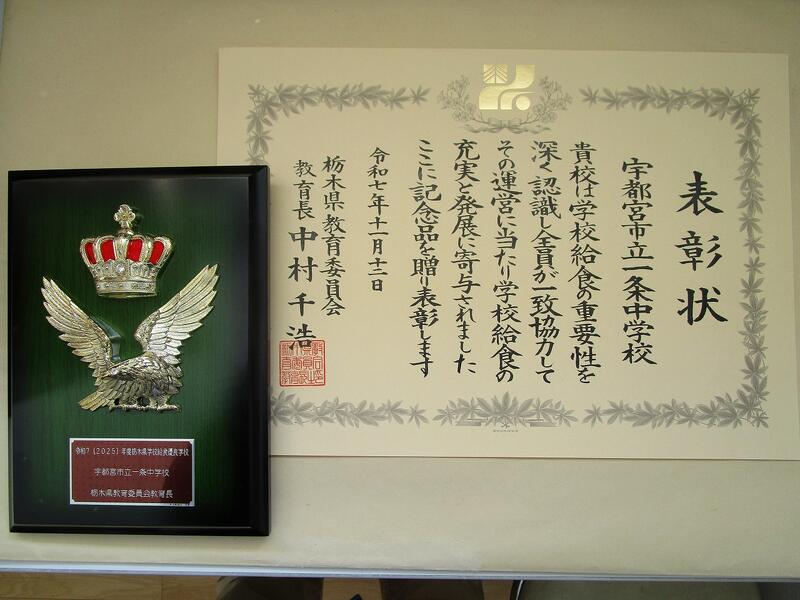 表彰状
宇都宮市立一条中学校
貴校は学校給食の重要性を
深く認識し全員が一致協力して
その運営に当たり学校給食の
充実と発展に寄与されました
ここに記念品を贈り表彰します
令和七年十一月十二日
栃木県教育委員会
教育長 中村千浩
令和7(2025)年度栃木県学校給食優良学校
宇都宮市立一条中学校
栃木県教育委員会教育長